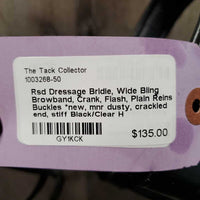 The Tack Collector
1003268-50
Rsd Dressage Bridle, Wide Bling
Browband, Crank, Flash, Plain Reins
Buckles *new, mnr dusty, crackled
end, stiff Black/Clear H
GY1KCK
$135.00